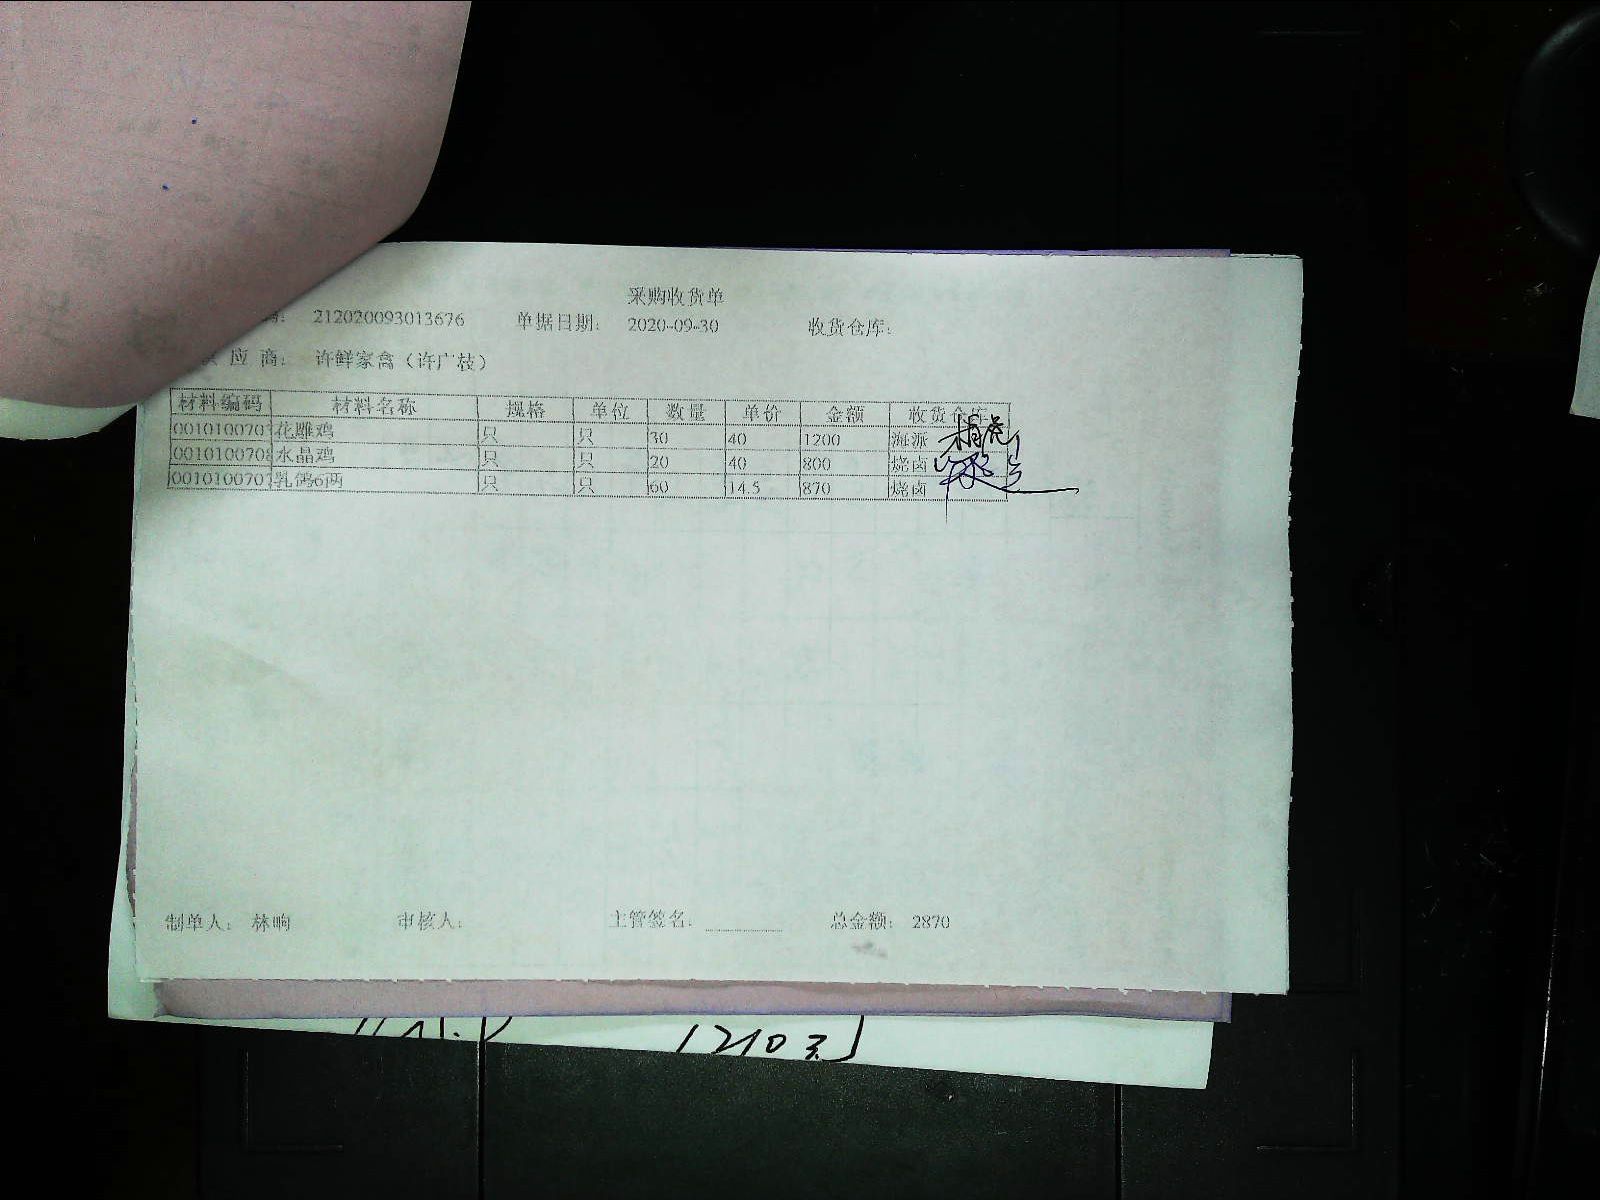 采购收货单
212020093013676 单据日期: 2020-09-30 收货仓库:
应商: 许鲜家禽（许广枝）
材料编码 材料名称 规格 单位 数量 单价 金额 收货仓库
001010070 花雕鸡 只 只 30 40 1200 海派
001010070 水晶鸡 只 只 20 40 800 烧卤
001010070 乳鸽6两 只 只 60 14.5 870 烧卤
制单人: 林晌 审核人: 主管签名: 总金额: 2870